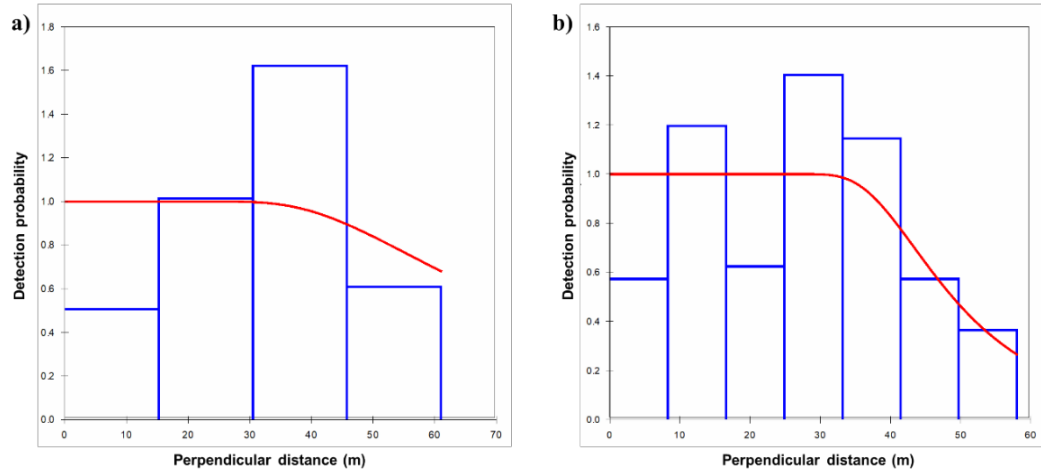 a)
1.8
1.6
1.4
1.2
1.0
0.8
0.6
0.4
0.2
0.0
Detection probability
0 10 20 30 40 50 60 70
Perpendicular distance (m)
b)
1.6
1.4
1.2
1.0
0.8
0.6
0.4
0.2
0.0
Detection probability
0 10 20 30 40 50 60
Perpendicular distance (m)